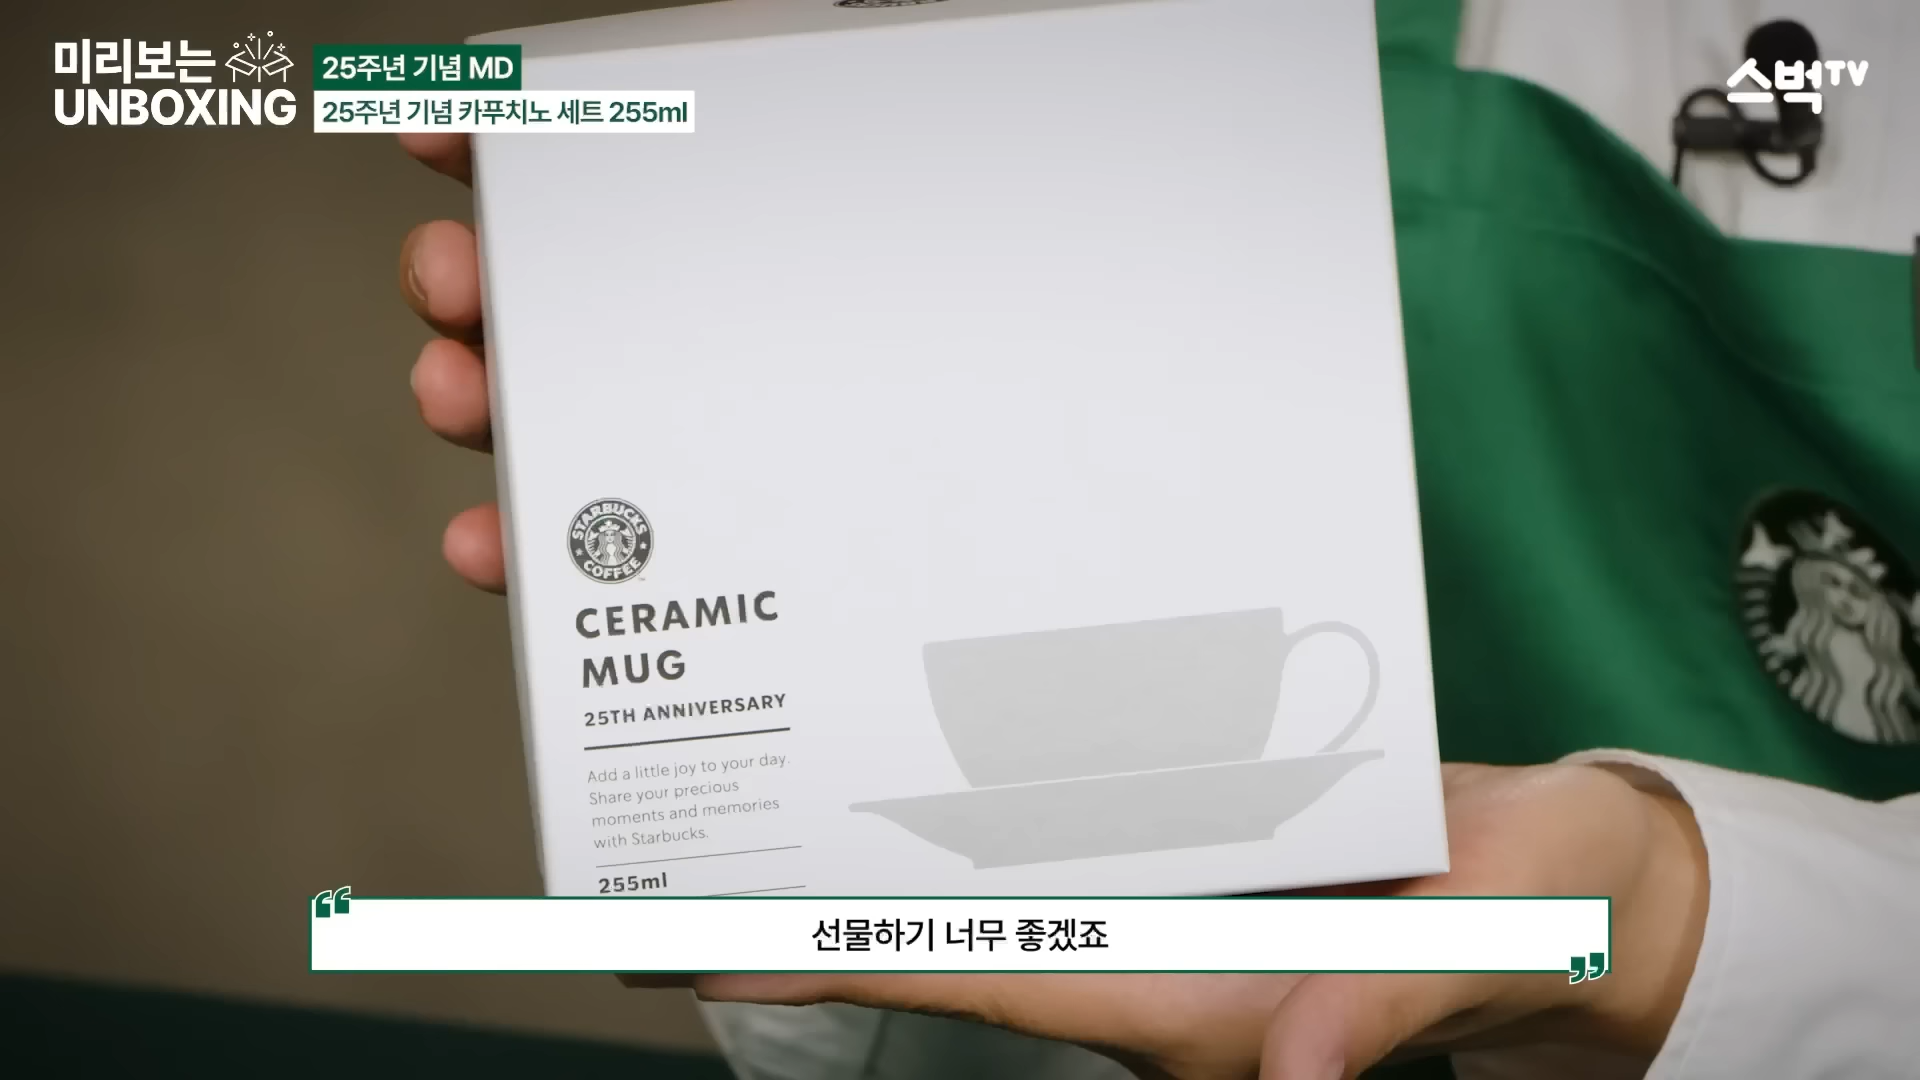 미리보는
UNBOXING
25주년 기념 MD
25주년 기념 카푸치노 세트 255ml
스벅TV
STARBUCKS
COFFEE
CERAMIC
MUG
25TH ANNIVERSARY
Add a little joy to your day.
Share your precious
moments and memories
with Starbucks.
255ml
선물하기 너무 좋겠죠